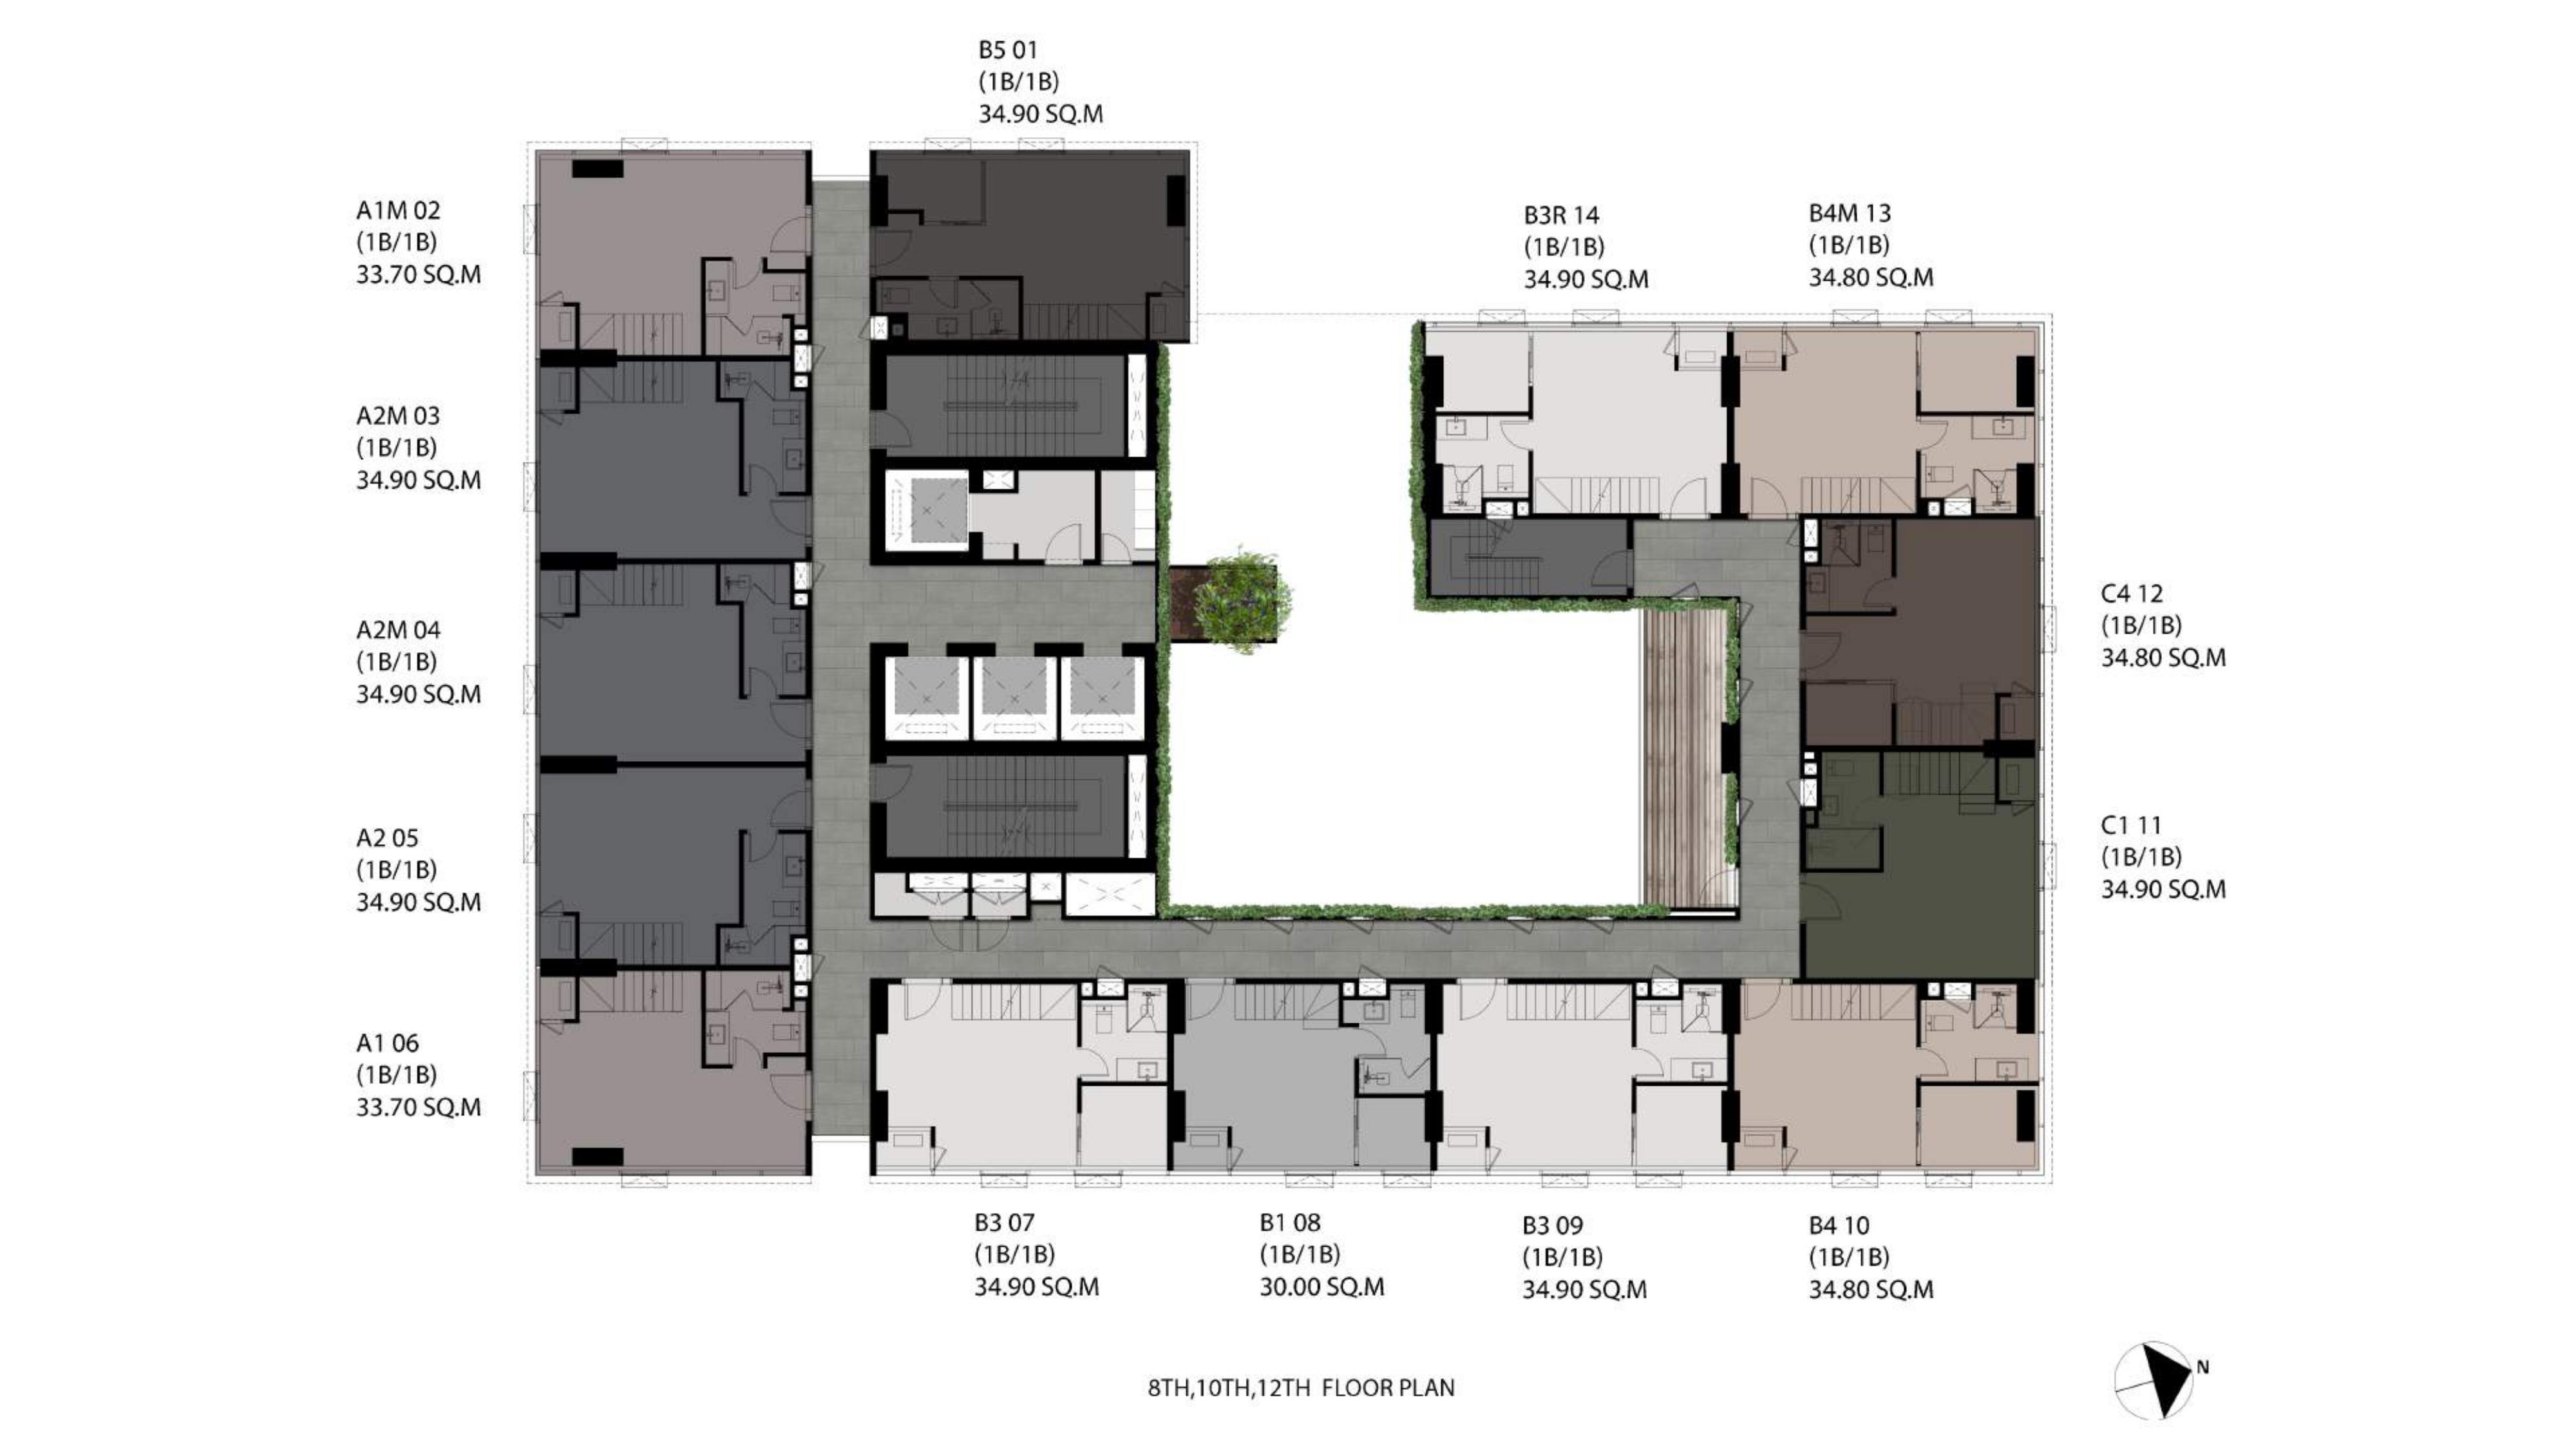 B5 01
(1B/1B)
34.90 SQ.M
A1M 02
(1B/1B)
33.70 SQ.M
B3R 14
(1B/1B)
34.90 SQ.M
B4M 13
(1B/1B)
34.80 SQ.M
A2M 03
(1B/1B)
34.90 SQ.M
C4 12
(1B/1B)
34.80 SQ.M
A2M 04
(1B/1B)
34.90 SQ.M
A2 05
(1B/1B)
34.90 SQ.M
C1 11
(1B/1B)
34.90 SQ.M
A1 06
(1B/1B)
33.70 SQ.M
B3 07
(1B/1B)
34.90 SQ.M
B1 08
(1B/1B)
30.00 SQ.M
B3 09
(1B/1B)
34.90 SQ.M
B4 10
(1B/1B)
34.80 SQ.M
N
8TH,10TH,12TH FLOOR PLAN